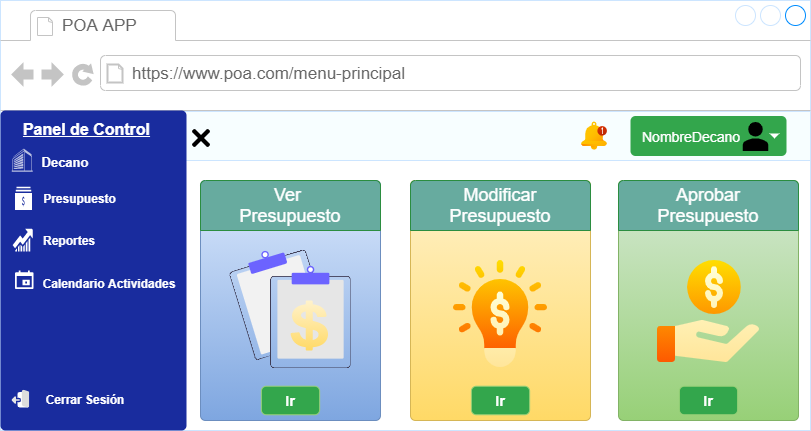 POA APP
https://www.poa.com/menu-principal
Panel de Control
Decano
Presupuesto
Reportes
Calendario Actividades
Cerrar Sesión
1
NombreDecano
Ver
Presupuesto
$
Ir
Modificar
Presupuesto
$
Ir
Aprobar
Presupuesto
$
Ir